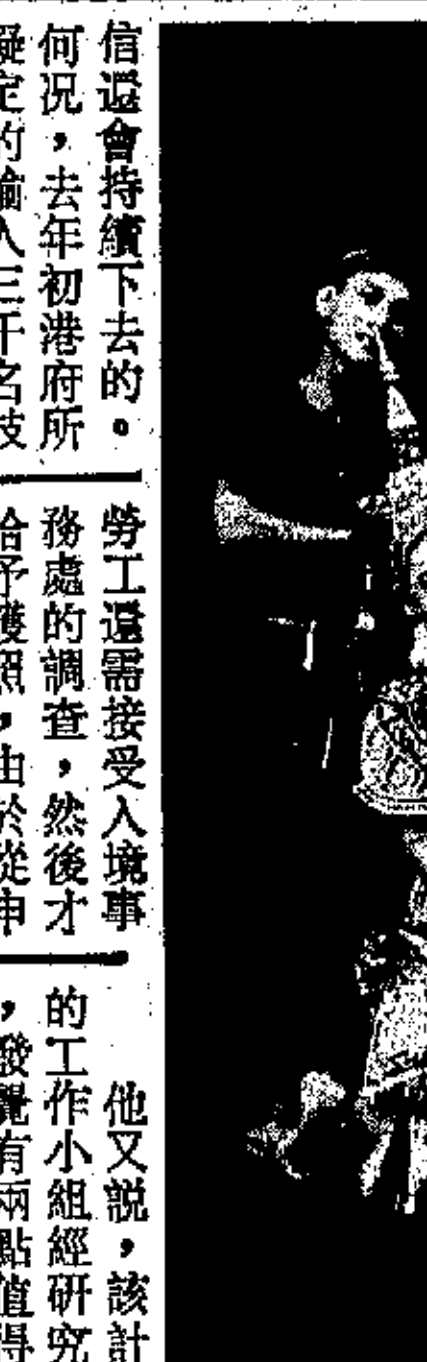 信還會持續下去的。
何况，去年初港府所
擬定的輸入三千名技
勞工還需接受入境事
務處的調查，然後才
給予護照，由於從申
他又説，該計
的工作小組經研究
，發覺有兩點值得